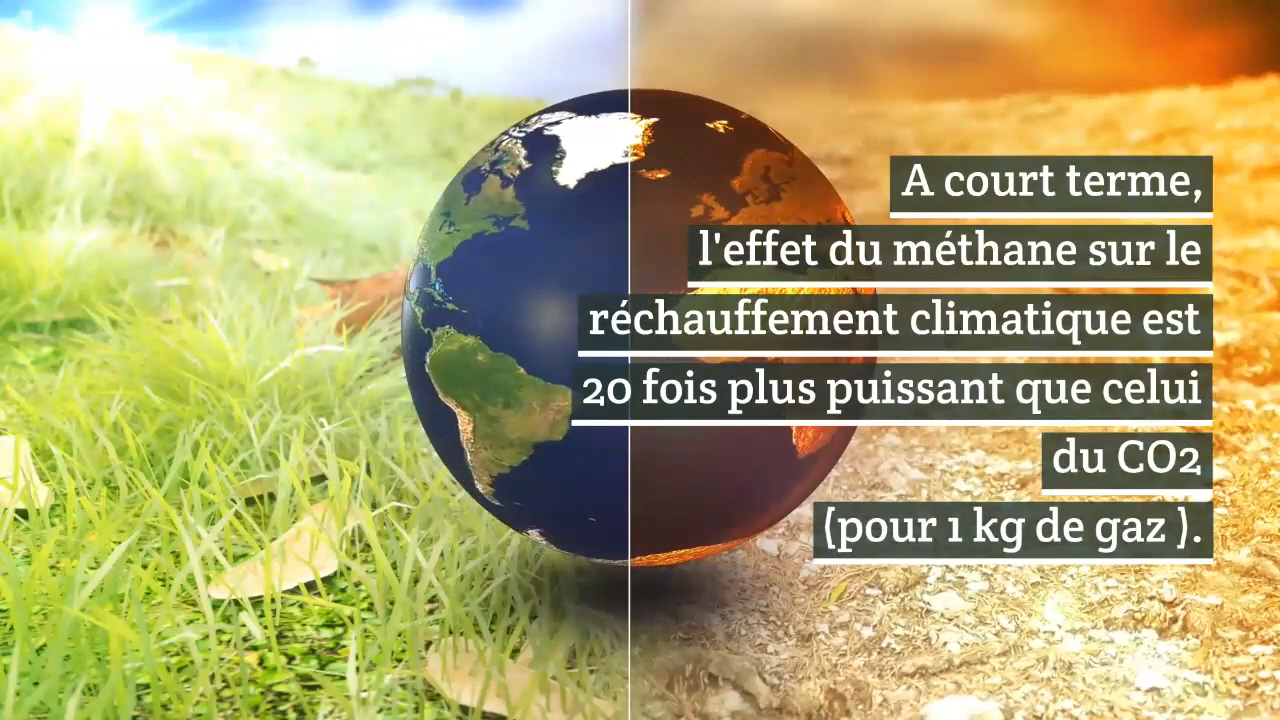 A court terme,
l'effet du méthane sur le
réchauffement climatique est
20 fois plus puissant que celui
du CO2
(pour 1 kg de gaz ).